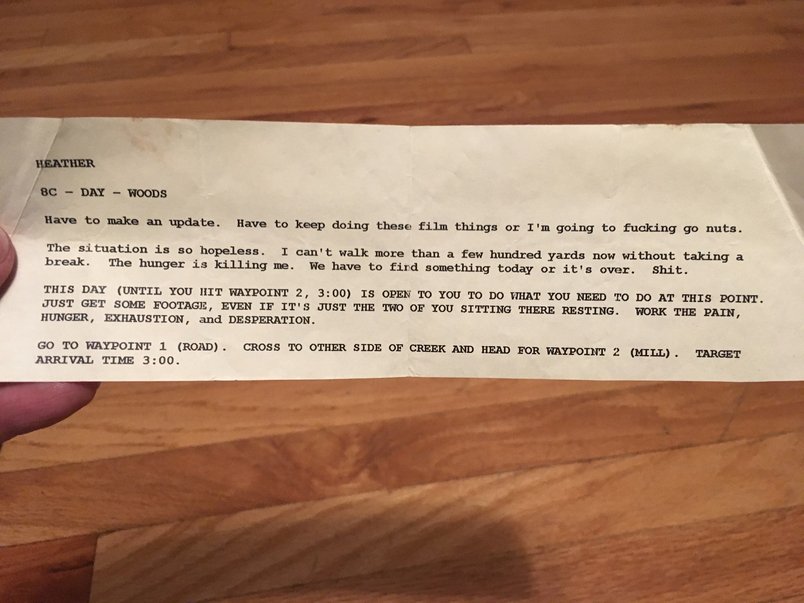 HEATHER
8C - DAY - WOODS
Have to make an update. Have to keep doing these film things or I'm going to fucking go nuts.
The situation is so hopeless. I can't walk more than a few hundred yards now without taking a
break. The hunger is killing me. We have to find something today or it's over. Shit.
THIS DAY (UNTIL YOU HIT WAYPOINT 2, 3:00) IS OPEN TO YOU TO DO WHAT YOU NEED TO DO AT THIS POINT.
JUST GET SOME FOOTAGE, EVEN IF IT'S JUST THE TWO OF YOU SITTING THERE RESTING. WORK THE PAIN,
HUNGER, EXHAUSTION, and DESPERATION.
GO TO WAYPOINT 1 (ROAD). CROSS TO OTHER SIDE OF CREEK AND HEAD FOR WAYPOINT 2 (MILL). TARGET
ARRIVAL TIME 3:00.